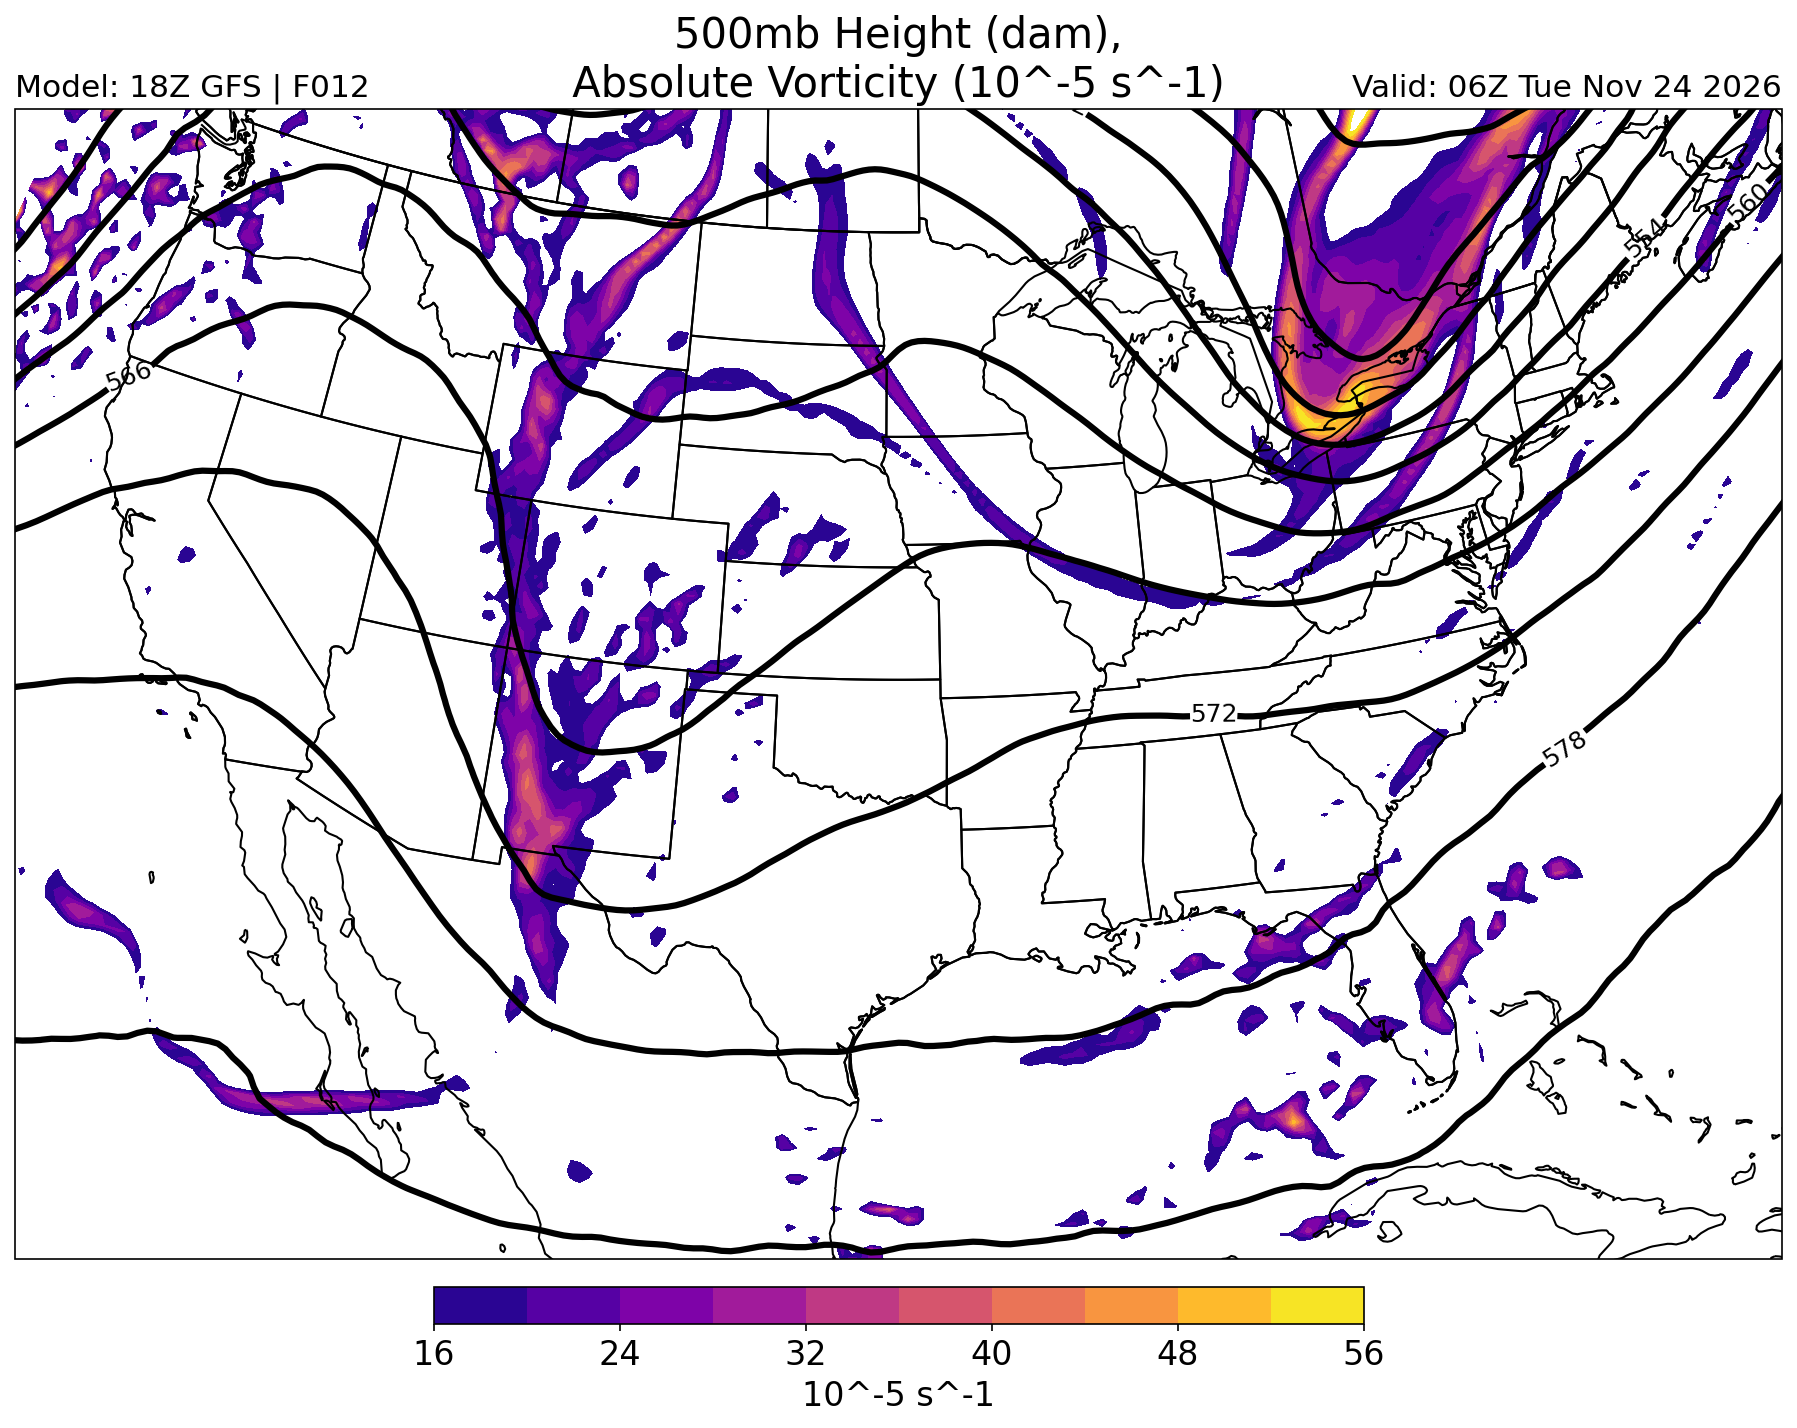 500mb Height (dam),
Absolute Vorticity (10^-5 s^-1)
Model: 18Z GFS | F012
Valid: 06Z Tue Nov 24 2026
560
554
566
572
578
16 24 32 40 48 56
10^-5 s^-1